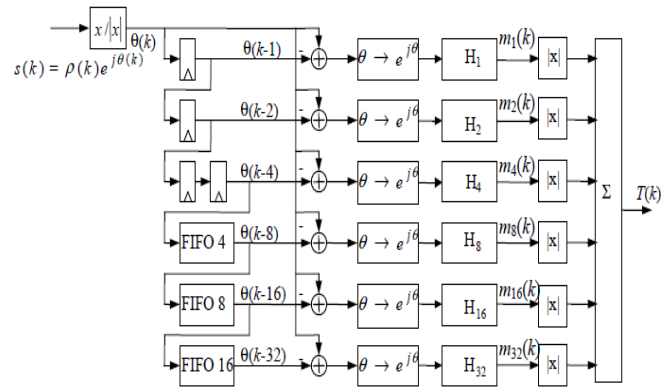 x/|x|
θ(k)
s(k) = ρ(k)e^{jθ(k)}
θ(k-1) - + θ → e^{jθ} H₁ m₁(k) |x|
θ(k-2) - + θ → e^{jθ} H₂ m₂(k) |x|
θ(k-4) - + θ → e^{jθ} H₄ m₄(k) |x|
Σ T(k)
FIFO 4 θ(k-8) - + θ → e^{jθ} H₈ m₈(k) |x|
FIFO 8 θ(k-16) - + θ → e^{jθ} H₁₆ m₁₆(k) |x|
FIFO 16 θ(k-32) - + θ → e^{jθ} H₃₂ m₃₂(k) |x|